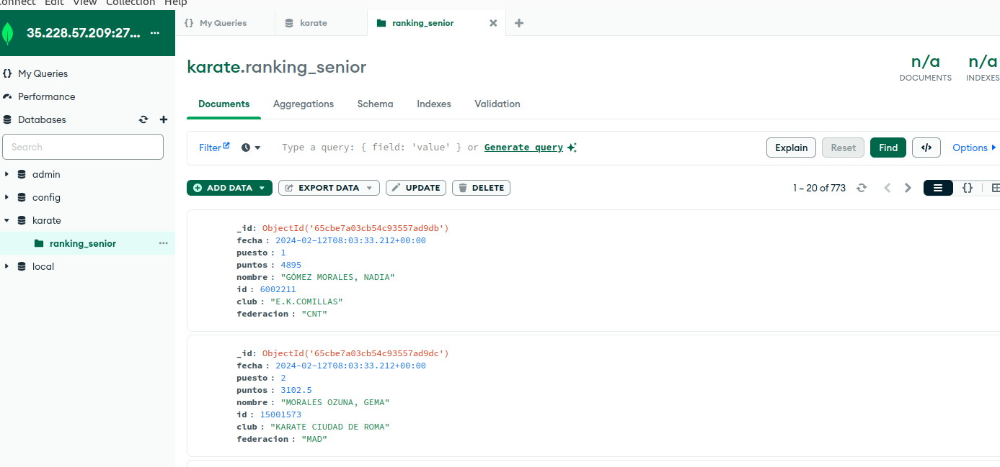 Connect Edit View Collection Help
35.228.57.209:27... ...
{} My Queries
karate
ranking_senior
My Queries
Performance
Databases
Search
admin
config
karate
ranking_senior ...
local
karate.ranking_senior
n/a
DOCUMENTS
n/a
INDEXES
Documents Aggregations Schema Indexes Validation
Filter Type a query: { field: 'value' } or Generate query Explain Reset Find </> Options
ADD DATA EXPORT DATA UPDATE DELETE 1 – 20 of 773 {}
_id: ObjectId('65cbe7a03cb54c93557ad9db')
fecha : 2024-02-12T08:03:33.212+00:00
puesto : 1
puntos : 4895
nombre : "GÓMEZ MORALES, NADIA"
id : 6002211
club : "E.K.COMILLAS"
federacion : "CNT"
_id: ObjectId('65cbe7a03cb54c93557ad9dc')
fecha : 2024-02-12T08:03:33.212+00:00
puesto : 2
puntos : 3102.5
nombre : "MORALES OZUNA, GEMA"
id : 15001573
club : "KARATE CIUDAD DE ROMA"
federacion : "MAD"